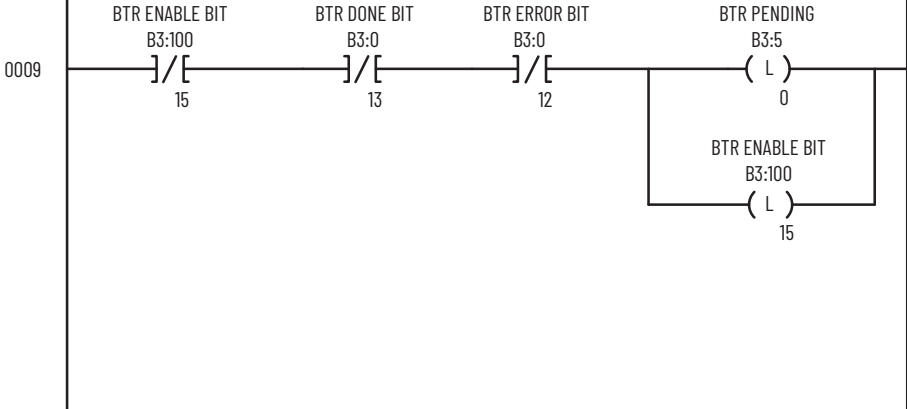 BTR ENABLE BIT BTR DONE BIT BTR ERROR BIT BTR PENDING
B3:100 B3:0 B3:0 B3:5
0009 ]/[ ]/[ ]/[ ( L )
15 13 12 0
BTR ENABLE BIT
B3:100
( L )
15